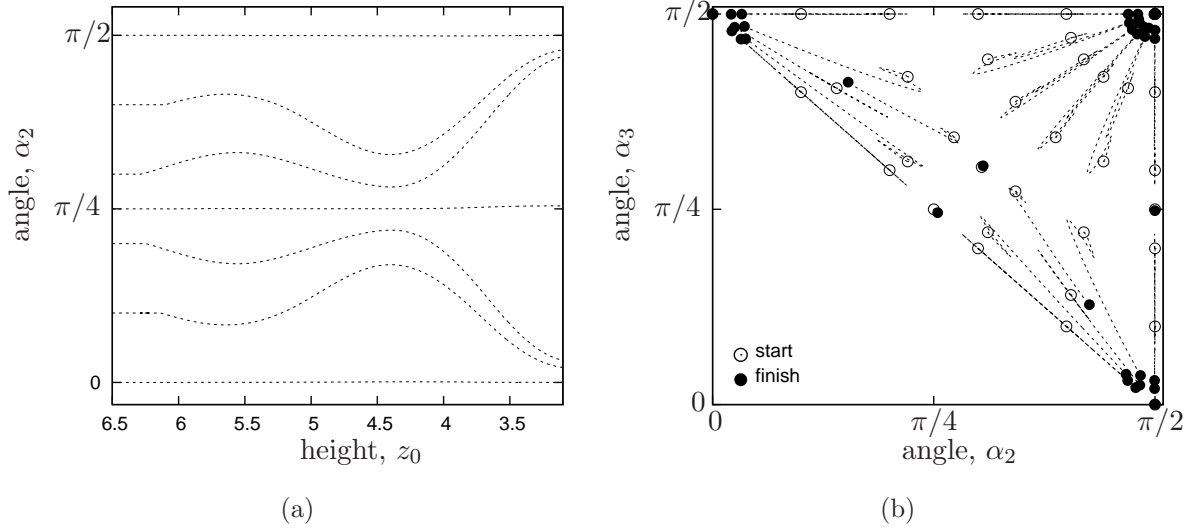 π/2
π/4
0
angle, α2
6.5 6 5.5 5 4.5 4 3.5
height, z0
(a)
π/2
π/4
0
angle, α3
start
finish
0 π/4 π/2
angle, α2
(b)